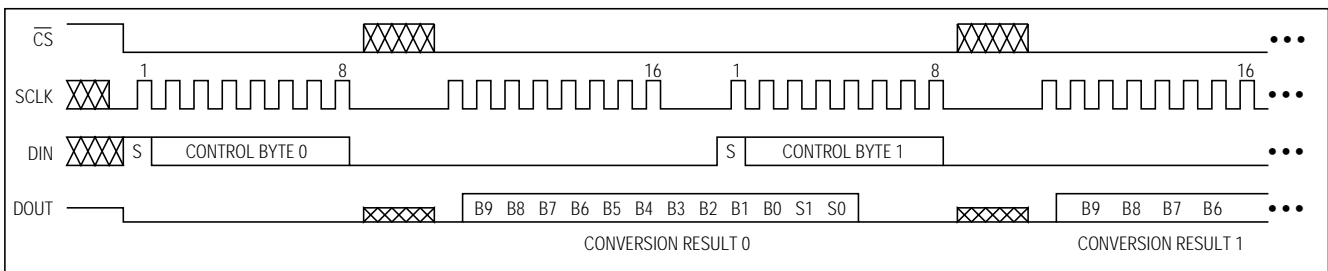 CS
SCLK 1 8 16 1 8 16
DIN S CONTROL BYTE 0 S CONTROL BYTE 1
DOUT B9 B8 B7 B6 B5 B4 B3 B2 B1 B0 S1 S0 B9 B8 B7 B6
CONVERSION RESULT 0 CONVERSION RESULT 1